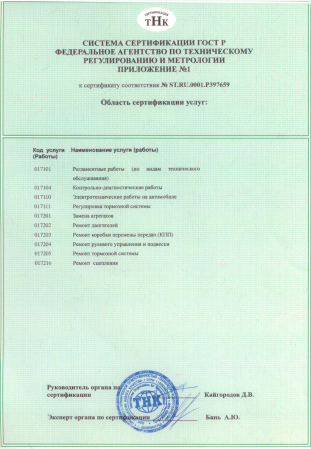 ТНК
СИСТЕМА СЕРТИФИКАЦИИ ГОСТ Р
ФЕДЕРАЛЬНОЕ АГЕНТСТВО ПО ТЕХНИЧЕСКОМУ
РЕГУЛИРОВАНИЮ И МЕТРОЛОГИИ
ПРИЛОЖЕНИЕ №1
к сертификату соответствия № ST.RU.0001.P397659
Область сертификации услуг:
Код услуги Наименование услуги (работы)
(Работы)
017101 Регламентные работы (по видам технического
обслуживания)
017104 Контрольно-диагностические работы
017110 Электротехнические работы на автомобиле
017111 Регулировка тормозной системы
017201 Замена агрегатов
017202 Ремонт двигателей
017203 Ремонт коробки перемены передач (КПП)
017204 Ремонт рулевого управления и подвески
017205 Ремонт тормозной системы
017216 Ремонт сцепления
Руководитель органа по
сертификации Кайгородов Д.В.
ТНК
Эксперт органа по сертификации Бань А.Ю.